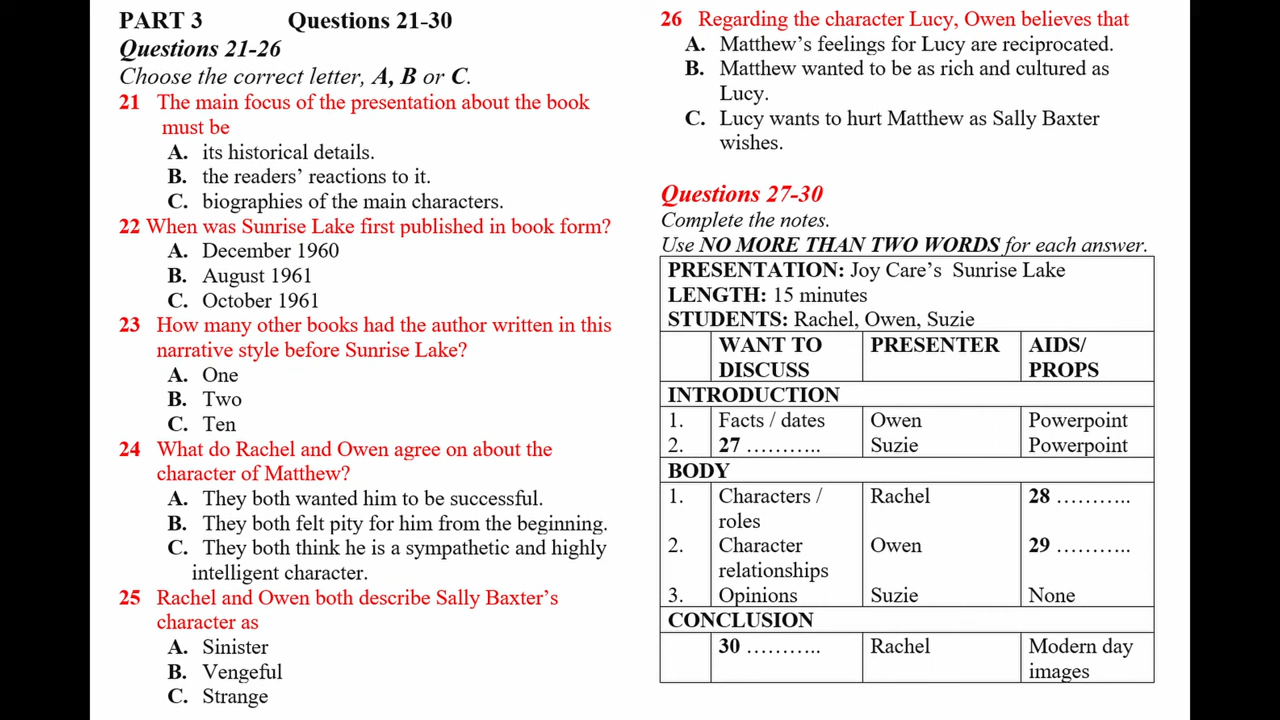 PART 3 Questions 21-30
Questions 21-26
Choose the correct letter, A, B or C.
21 The main focus of the presentation about the book
must be
A. its historical details.
B. the readers' reactions to it.
C. biographies of the main characters.
22 When was Sunrise Lake first published in book form?
A. December 1960
B. August 1961
C. October 1961
23 How many other books had the author written in this
narrative style before Sunrise Lake?
A. One
B. Two
C. Ten
24 What do Rachel and Owen agree on about the
character of Matthew?
A. They both wanted him to be successful.
B. They both felt pity for him from the beginning.
C. They both think he is a sympathetic and highly
intelligent character.
25 Rachel and Owen both describe Sally Baxter's
character as
A. Sinister
B. Vengeful
C. Strange
26 Regarding the character Lucy, Owen believes that
A. Matthew's feelings for Lucy are reciprocated.
B. Matthew wanted to be as rich and cultured as
Lucy.
C. Lucy wants to hurt Matthew as Sally Baxter
wishes.
Questions 27-30
Complete the notes.
Use NO MORE THAN TWO WORDS for each answer.
PRESENTATION: Joy Care's Sunrise Lake
LENGTH: 15 minutes
STUDENTS: Rachel, Owen, Suzie
WANT TO PRESENTER AIDS/
DISCUSS PROPS
INTRODUCTION
1. Facts / dates Owen Powerpoint
2. 27 ……….. Suzie Powerpoint
BODY
1. Characters / Rachel 28 ………..
roles
2. Character Owen 29 ………..
relationships
3. Opinions Suzie None
CONCLUSION
30 ……….. Rachel Modern day
images